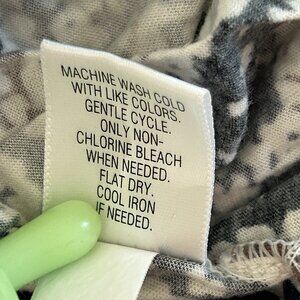 MACHINE WASH COLD
WITH LIKE COLORS.
GENTLE CYCLE.
ONLY NON-
CHLORINE BLEACH
WHEN NEEDED.
FLAT DRY.
COOL IRON
IF NEEDED.